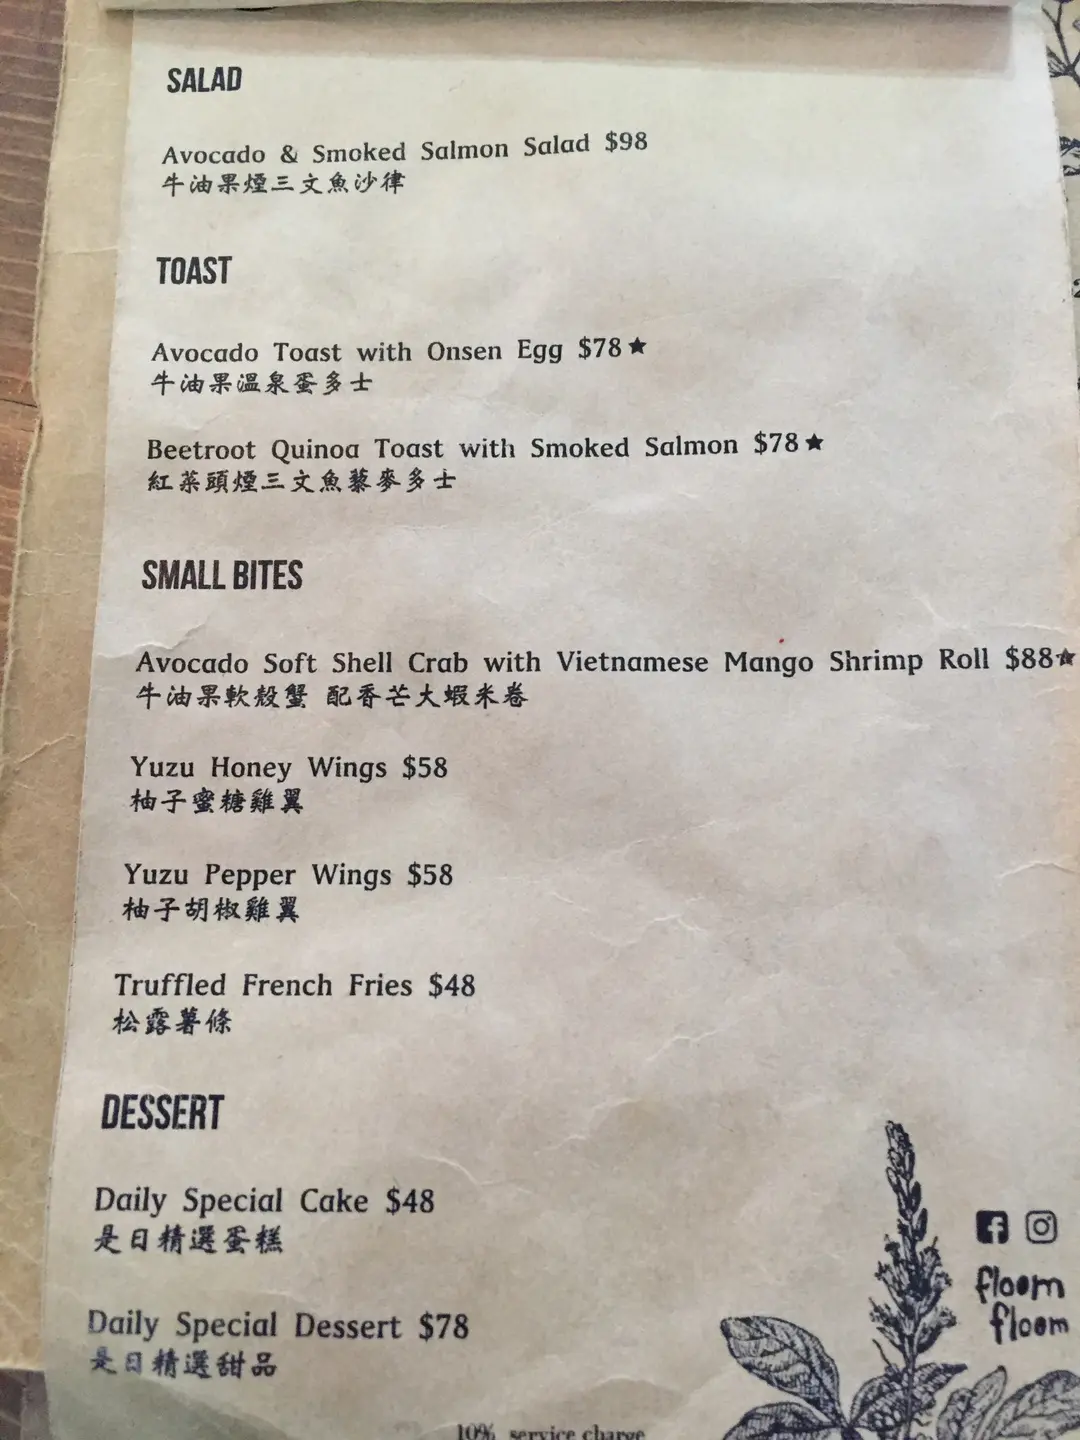 SALAD
Avocado & Smoked Salmon Salad $98
牛油果煙三文魚沙律
TOAST
Avocado Toast with Onsen Egg $78★
牛油果溫泉蛋多士
Beetroot Quinoa Toast with Smoked Salmon $78★
紅菜頭煙三文魚藜麥多士
SMALL BITES
Avocado Soft Shell Crab with Vietnamese Mango Shrimp Roll $88★
牛油果軟殼蟹 配香芒大蝦米卷
Yuzu Honey Wings $58
柚子蜜糖雞翼
Yuzu Pepper Wings $58
柚子胡椒雞翼
Truffled French Fries $48
松露薯條
DESSERT
Daily Special Cake $48
是日精選蛋糕
Daily Special Dessert $78
是日精選甜品
floom
floom
10% service charge